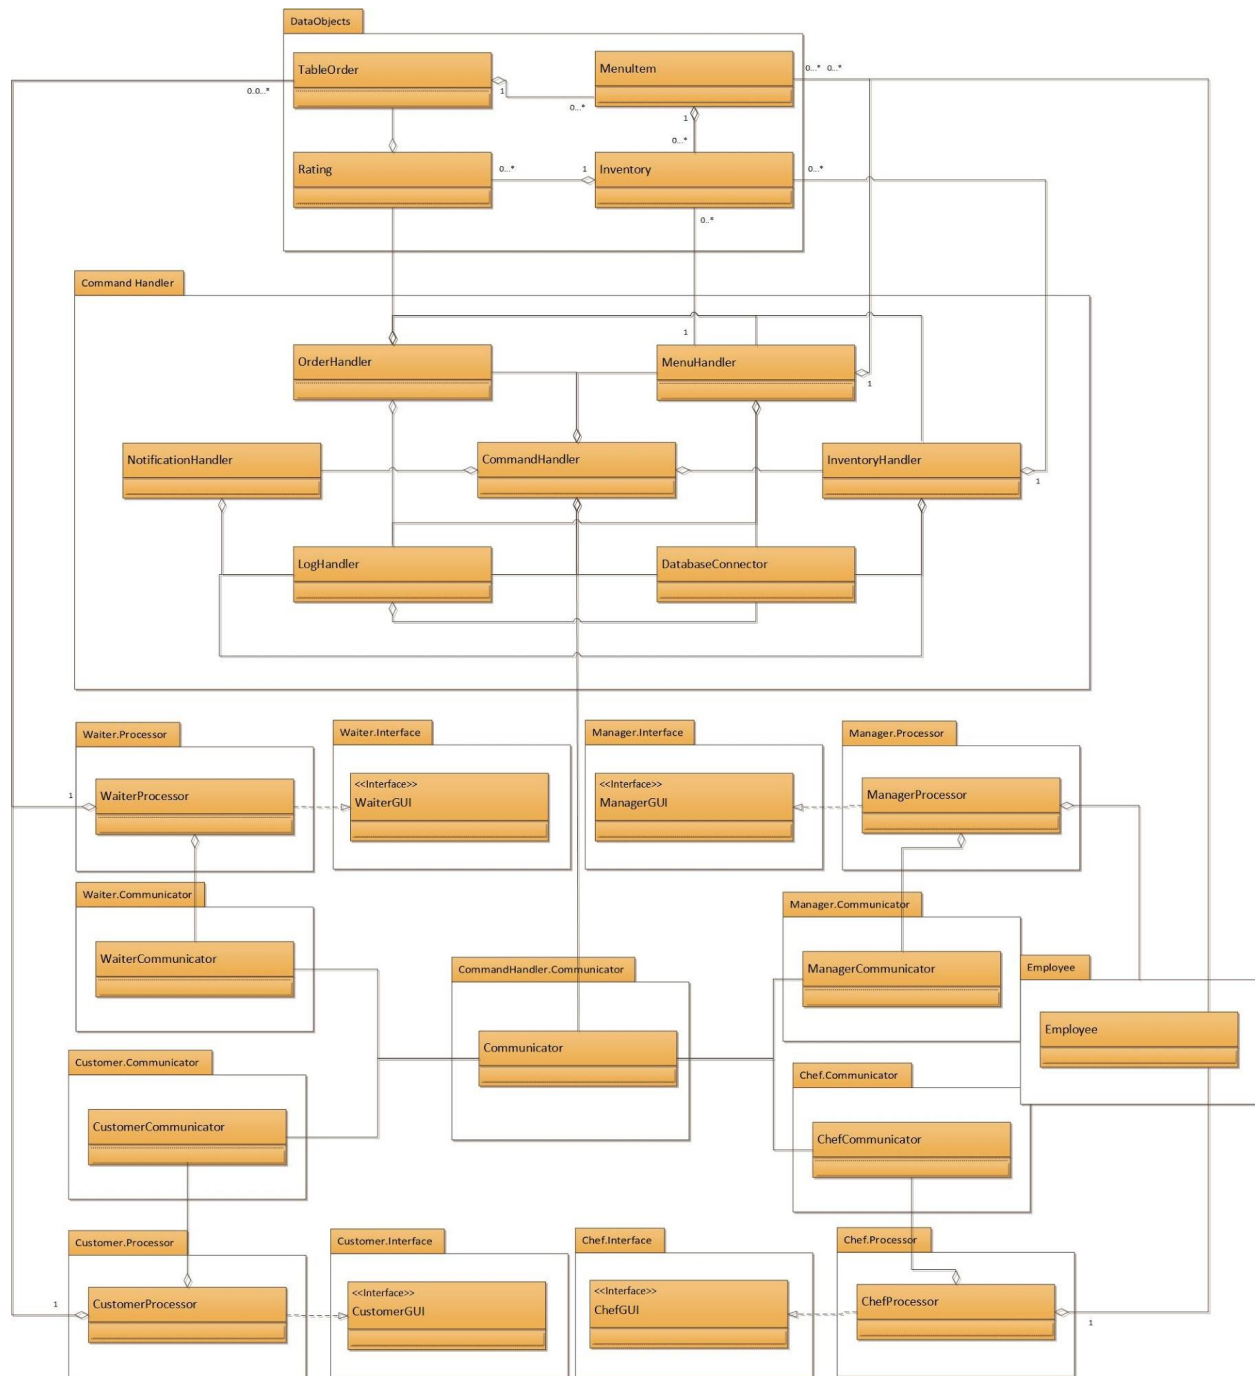 DataObjects
TableOrder
MenuItem
0...* 0...*
0.0...*
1
0...*
1
0...*
Rating
0...*
1
Inventory
0...*
0..*
Command Handler
1
OrderHandler
MenuHandler
1
NotificationHandler
CommandHandler
InventoryHandler
1
LogHandler
DatabaseConnector
Waiter.Processor
Waiter.Interface
Manager.Interface
Manager.Processor
1
WaiterProcessor
<<Interface>>
WaiterGUI
<<Interface>>
ManagerGUI
ManagerProcessor
Waiter.Communicator
Manager.Communicator
WaiterCommunicator
CommandHandler.Communicator
ManagerCommunicator
Employee
Employee
Communicator
Customer.Communicator
Chef.Communicator
CustomerCommunicator
ChefCommunicator
Customer.Processor
Customer.Interface
Chef.Interface
Chef.Processor
1
CustomerProcessor
<<Interface>>
CustomerGUI
<<Interface>>
ChefGUI
ChefProcessor
1